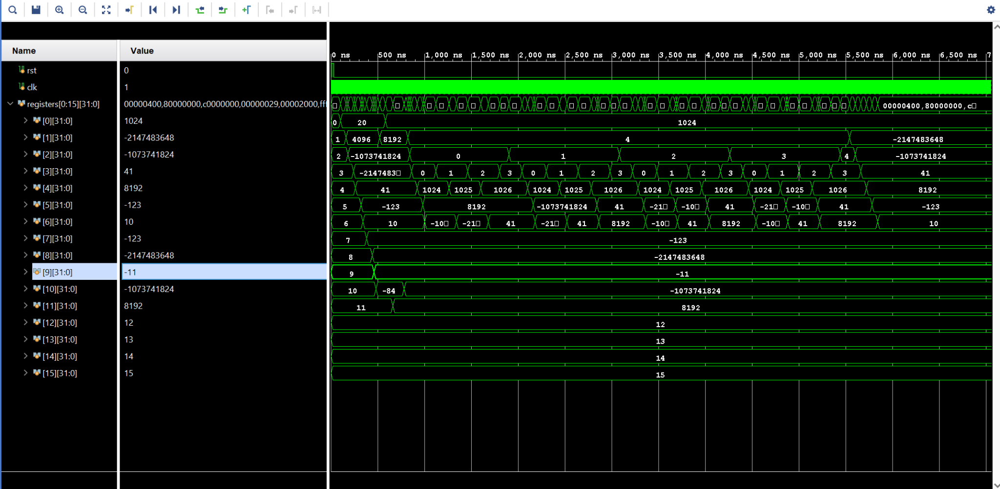 Name Value
0 ns 500 ns 1,000 ns 1,500 ns 2,000 ns 2,500 ns 3,000 ns 3,500 ns 4,000 ns 4,500 ns 5,000 ns 5,500 ns 6,000 ns 6,500 ns 7
rst 0
clk 1
registers[0:15][31:0] 00000400,80000000,c0000000,00000029,00002000,fff 00000400,80000000,c
[0][31:0] 1024 0 20 1024
[1][31:0] -2147483648 1 4096 8192 4 -2147483648
[2][31:0] -1073741824 2 -1073741824 0 1 2 3 4 -1073741824
[3][31:0] 41 3 -2147483 0 1 2 3 0 1 2 3 0 1 2 3 0 1 2 3 41
[4][31:0] 8192 4 41 1024 1025 1026 1024 1025 1026 1024 1025 1026 1024 1025 1026 8192
[5][31:0] -123 5 -123 8192 -1073741824 41 -21 -10 41 -21 -10 41 -123
[6][31:0] 10 6 10 -10 -21 41 -21 41 8192 -10 41 8192 -10 41 8192 10
[7][31:0] -123 7 -123
[8][31:0] -2147483648 8 -2147483648
[9][31:0] -11 9 -11
[10][31:0] -1073741824 10 -84 -1073741824
[11][31:0] 8192 11 8192
[12][31:0] 12 12
[13][31:0] 13 13
[14][31:0] 14 14
[15][31:0] 15 15